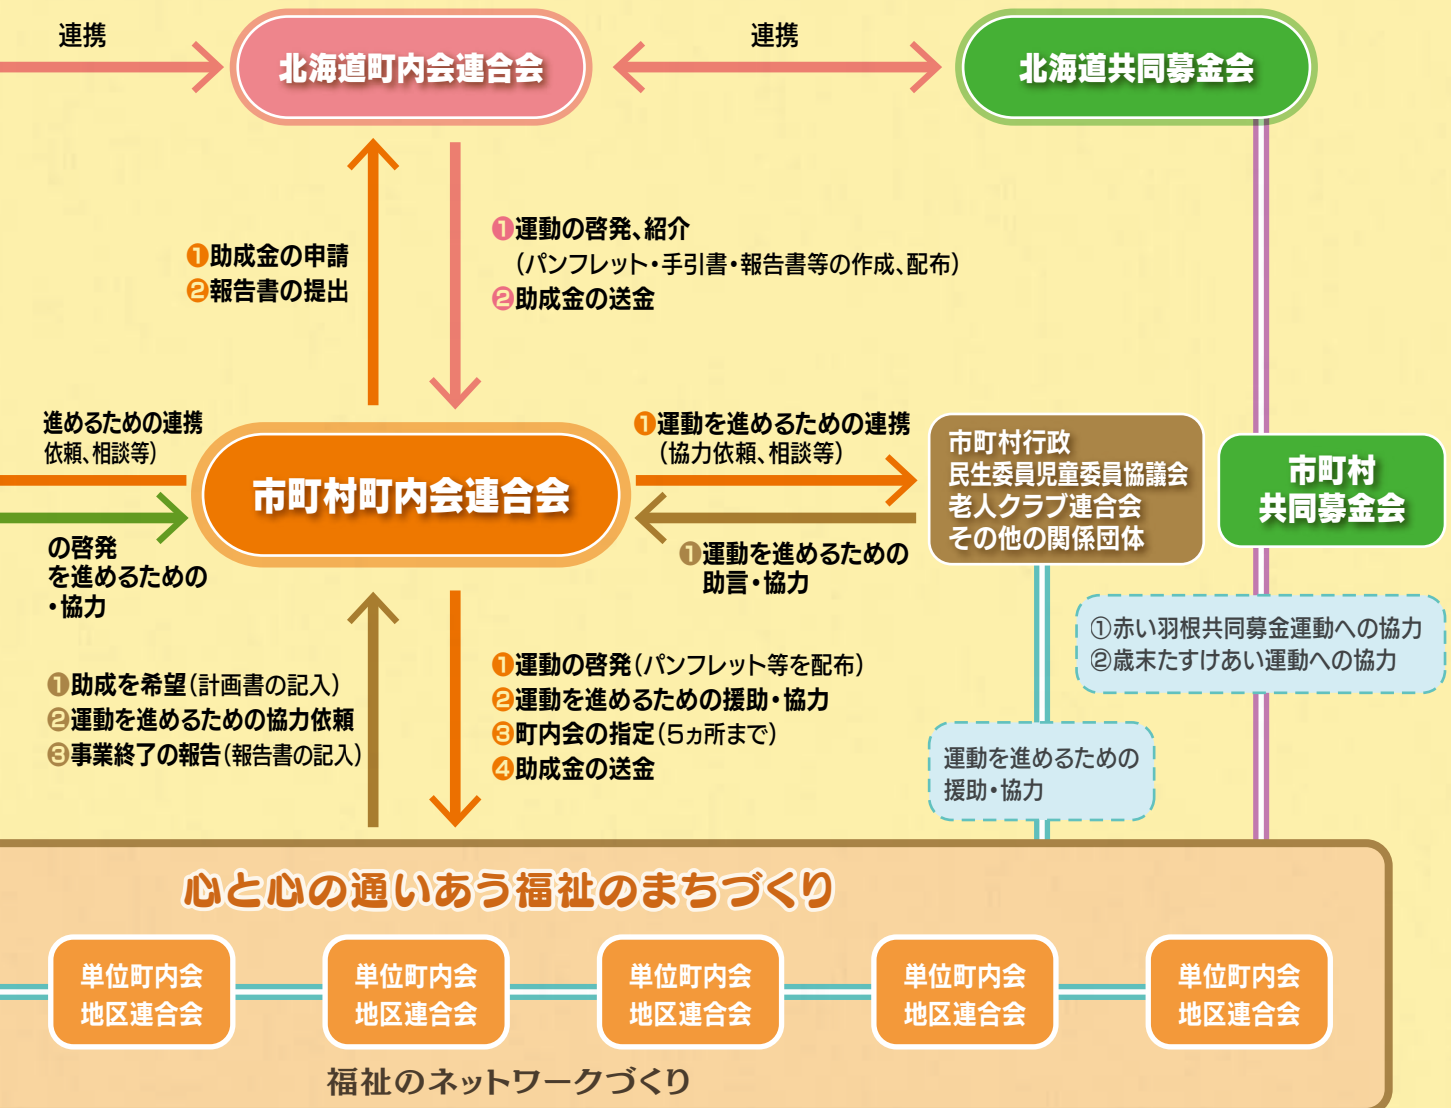 連携
北海道町内会連合会
連携
北海道共同募金会
❶助成金の申請
❷報告書の提出
❶運動の啓発、紹介
（パンフレット・手引書・報告書等の作成、配布）
❷助成金の送金
進めるための連携
依頼、相談等）
市町村町内会連合会
❶運動を進めるための連携
（協力依頼、相談等）
市町村行政
民生委員児童委員協議会
老人クラブ連合会
その他の関係団体
市町村
共同募金会
の啓発
を進めるための
・協力
❶運動を進めるための
助言・協力
①赤い羽根共同募金運動への協力
②歳末たすけあい運動への協力
❶助成を希望（計画書の記入）
❷運動を進めるための協力依頼
❸事業終了の報告（報告書の記入）
❶運動の啓発（パンフレット等を配布）
❷運動を進めるための援助・協力
❸町内会の指定（5ヵ所まで）
❹助成金の送金
運動を進めるための
援助・協力
心と心の通いあう福祉のまちづくり
単位町内会
地区連合会
単位町内会
地区連合会
単位町内会
地区連合会
単位町内会
地区連合会
単位町内会
地区連合会
福祉のネットワークづくり